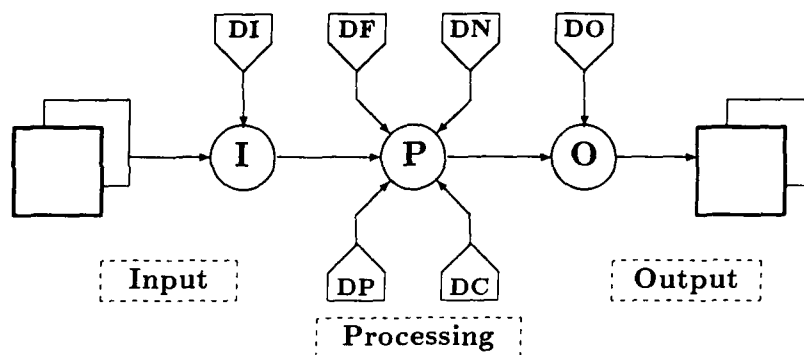 DI DF DN DO
I P O
DP DC
Input Output
Processing